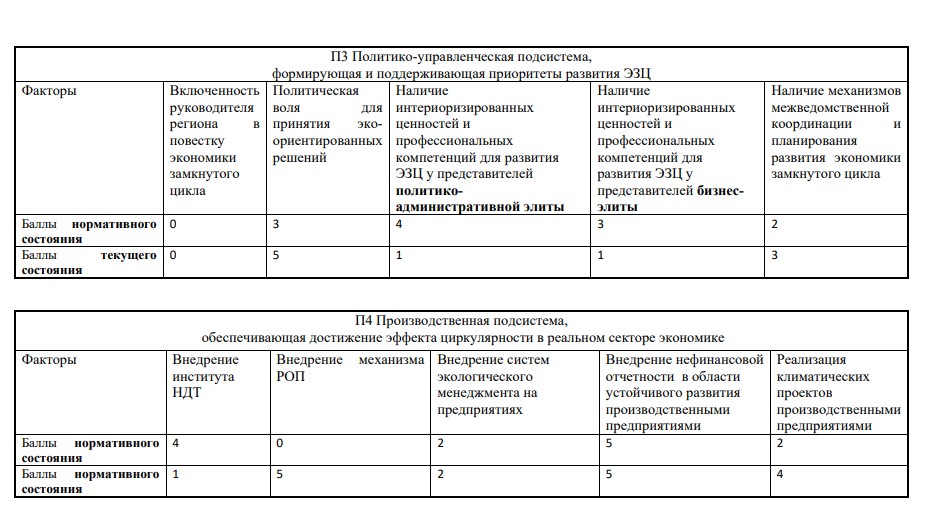 П3 Политико-управленческая подсистема,
формирующая и поддерживающая приоритеты развития ЭЗЦ
Факторы
Включенность
руководителя
региона в
повестку
экономики
замкнутого
цикла
Политическая
воля для
принятия эко-
ориентированных
решений
Наличие
интериоризированных
ценностей и
профессиональных
компетенций для развития
ЭЗЦ у представителей
политико-
административной элиты
Наличие
интериоризированных
ценностей и
профессиональных
компетенций для
развития ЭЗЦ у
представителей бизнес-
элиты
Наличие механизмов
межведомственной
координации и
планирования
развития экономики
замкнутого цикла
Баллы нормативного
состояния
0
3
4
3
2
Баллы текущего
состояния
0
5
1
1
3
П4 Производственная подсистема,
обеспечивающая достижение эффекта циркулярности в реальном секторе экономике
Факторы
Внедрение
института
НДТ
Внедрение механизма
РОП
Внедрение систем
экологического
менеджмента на
предприятиях
Внедрение нефинансовой
отчетности в области
устойчивого развития
производственными
предприятиями
Реализация
климатических
проектов
производственными
предприятиями
Баллы нормативного
состояния
4
0
2
5
2
Баллы нормативного
состояния
1
5
2
5
4